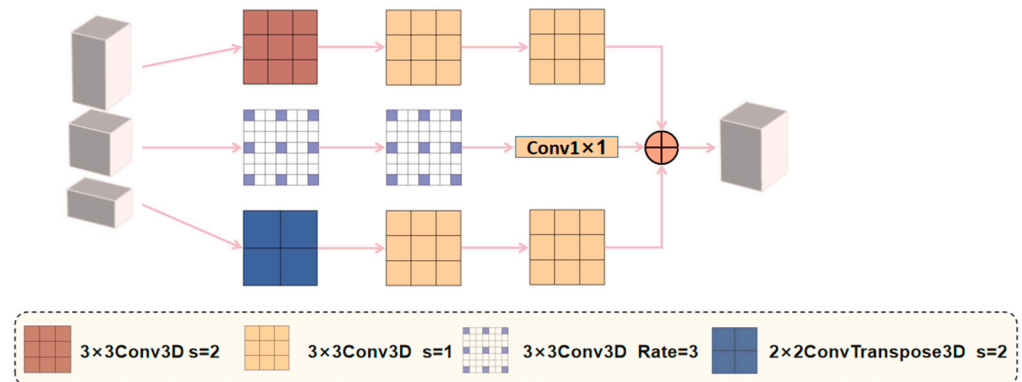 Conv1×1
3×3Conv3D s=2
3×3Conv3D s=1
3×3Conv3D Rate=3
2×2ConvTranspose3D s=2